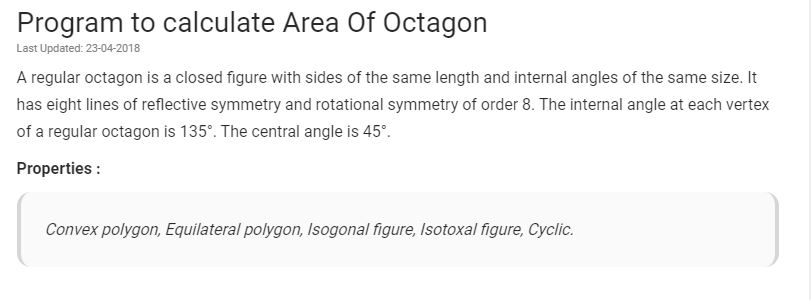 Program to calculate Area Of Octagon
Last Updated: 23-04-2018
A regular octagon is a closed figure with sides of the same length and internal angles of the same size. It
has eight lines of reflective symmetry and rotational symmetry of order 8. The internal angle at each vertex
of a regular octagon is 135°. The central angle is 45°.
Properties :
Convex polygon, Equilateral polygon, Isogonal figure, Isotoxal figure, Cyclic.